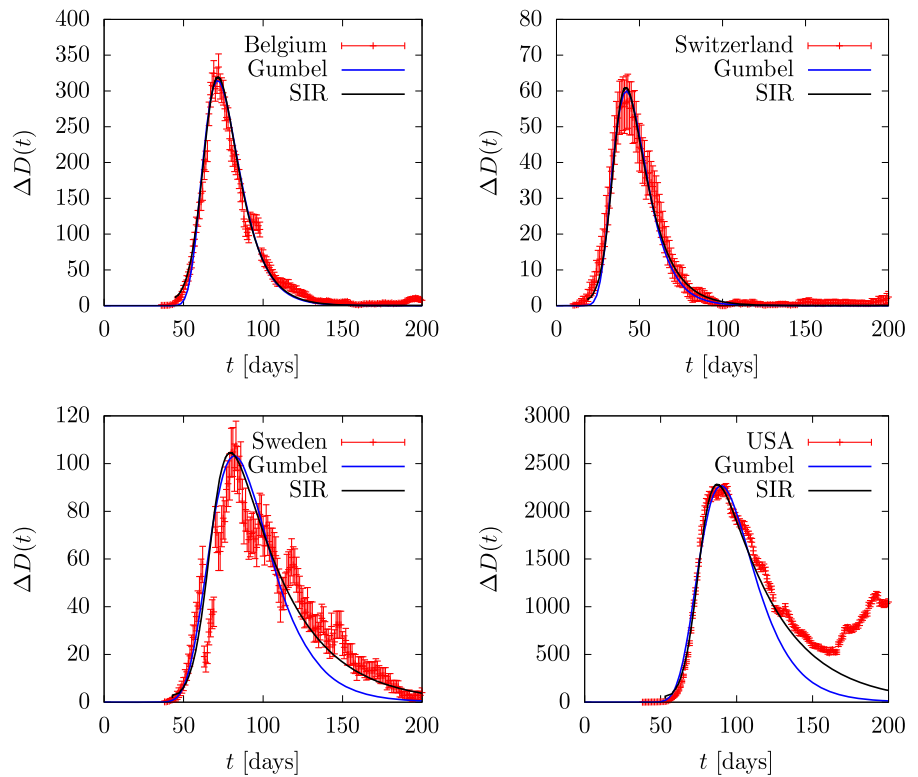 400
350
300
250
200
150
100
50
0
ΔD(t)
Belgium
Gumbel
SIR
0 50 100 150 200
t [days]
80
70
60
50
40
30
20
10
0
ΔD(t)
Switzerland
Gumbel
SIR
0 50 100 150 200
t [days]
120
100
80
60
40
20
0
ΔD(t)
Sweden
Gumbel
SIR
0 50 100 150 200
t [days]
3000
2500
2000
1500
1000
500
0
ΔD(t)
USA
Gumbel
SIR
0 50 100 150 200
t [days]